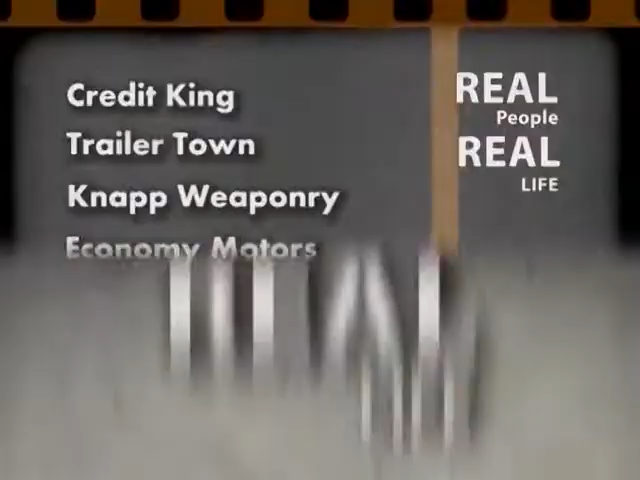 Credit King
Trailer Town
Knapp Weaponry
Economy Motors
REAL
People
REAL
LIFE